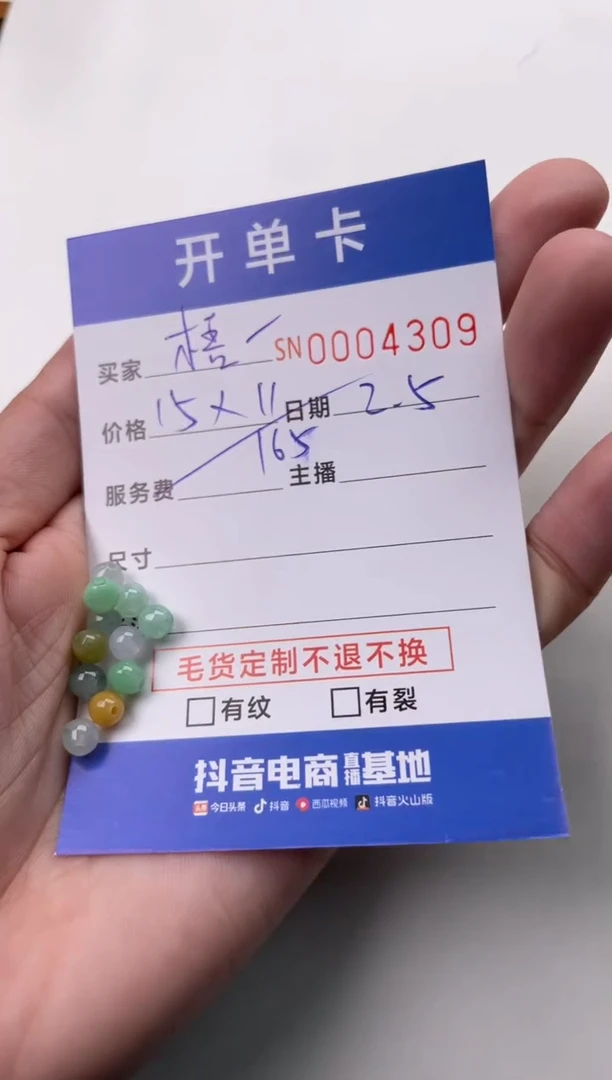 开单卡
买家 梧一 SN0004309
价格 15×11 日期 2.5
165
服务费 主播
尺寸
毛货定制不退不换
有纹 有裂
抖音电商直播基地
头条 今日头条 抖音 西瓜视频 抖音火山版